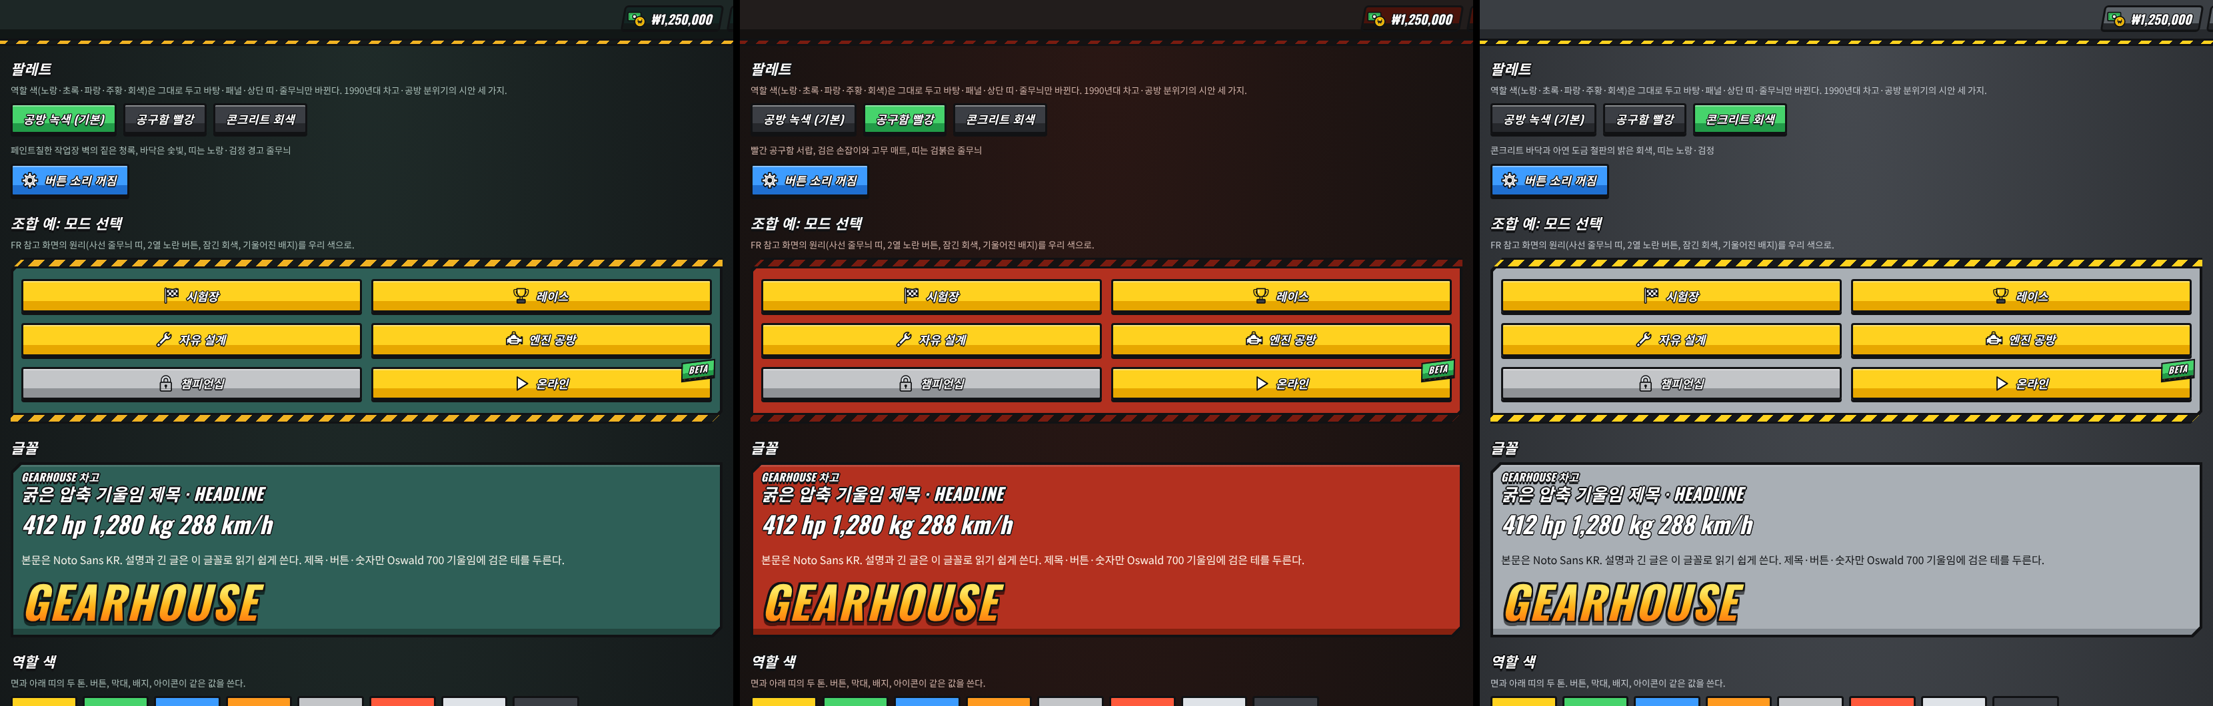 ₩1,250,000
팔레트
역할 색(노랑·초록·파랑·주황·회색)은 그대로 두고 바탕·패널·상단 띠·줄무늬만 바뀐다. 1990년대 차고·공방 분위기의 시안 세 가지.
공방 녹색 (기본)
공구함 빨강
콘크리트 회색
페인트칠한 작업장 벽의 짙은 청록, 바닥은 숯빛, 띠는 노랑·검정 경고 줄무늬
버튼 소리 꺼짐
조합 예: 모드 선택
FR 참고 화면의 원리(사선 줄무늬 띠, 2열 노란 버튼, 잠긴 회색, 기울어진 배지)를 우리 색으로.
시험장
레이스
자유 설계
엔진 공방
챔피언십
온라인
BETA
글꼴
GEARHOUSE 차고
굵은 압축 기울임 제목 · HEADLINE
412 hp 1,280 kg 288 km/h
본문은 Noto Sans KR. 설명과 긴 글은 이 글꼴로 읽기 쉽게 쓴다. 제목·버튼·숫자만 Oswald 700 기울임에 검은 테를 두른다.
GEARHOUSE
역할 색
면과 아래 띠의 두 톤. 버튼, 막대, 배지, 아이콘이 같은 값을 쓴다.
₩1,250,000
팔레트
역할 색(노랑·초록·파랑·주황·회색)은 그대로 두고 바탕·패널·상단 띠·줄무늬만 바뀐다. 1990년대 차고·공방 분위기의 시안 세 가지.
공방 녹색 (기본)
공구함 빨강
콘크리트 회색
빨간 공구함 서랍, 검은 손잡이와 고무 매트, 띠는 검붉은 줄무늬
버튼 소리 꺼짐
조합 예: 모드 선택
FR 참고 화면의 원리(사선 줄무늬 띠, 2열 노란 버튼, 잠긴 회색, 기울어진 배지)를 우리 색으로.
시험장
레이스
자유 설계
엔진 공방
챔피언십
온라인
BETA
글꼴
GEARHOUSE 차고
굵은 압축 기울임 제목 · HEADLINE
412 hp 1,280 kg 288 km/h
본문은 Noto Sans KR. 설명과 긴 글은 이 글꼴로 읽기 쉽게 쓴다. 제목·버튼·숫자만 Oswald 700 기울임에 검은 테를 두른다.
GEARHOUSE
역할 색
면과 아래 띠의 두 톤. 버튼, 막대, 배지, 아이콘이 같은 값을 쓴다.
₩1,250,000
팔레트
역할 색(노랑·초록·파랑·주황·회색)은 그대로 두고 바탕·패널·상단 띠·줄무늬만 바뀐다. 1990년대 차고·공방 분위기의 시안 세 가지.
공방 녹색 (기본)
공구함 빨강
콘크리트 회색
콘크리트 바닥과 아연 도금 철판의 밝은 회색, 띠는 노랑·검정
버튼 소리 꺼짐
조합 예: 모드 선택
FR 참고 화면의 원리(사선 줄무늬 띠, 2열 노란 버튼, 잠긴 회색, 기울어진 배지)를 우리 색으로.
시험장
레이스
자유 설계
엔진 공방
챔피언십
온라인
BETA
글꼴
GEARHOUSE 차고
굵은 압축 기울임 제목 · HEADLINE
412 hp 1,280 kg 288 km/h
본문은 Noto Sans KR. 설명과 긴 글은 이 글꼴로 읽기 쉽게 쓴다. 제목·버튼·숫자만 Oswald 700 기울임에 검은 테를 두른다.
GEARHOUSE
역할 색
면과 아래 띠의 두 톤. 버튼, 막대, 배지, 아이콘이 같은 값을 쓴다.